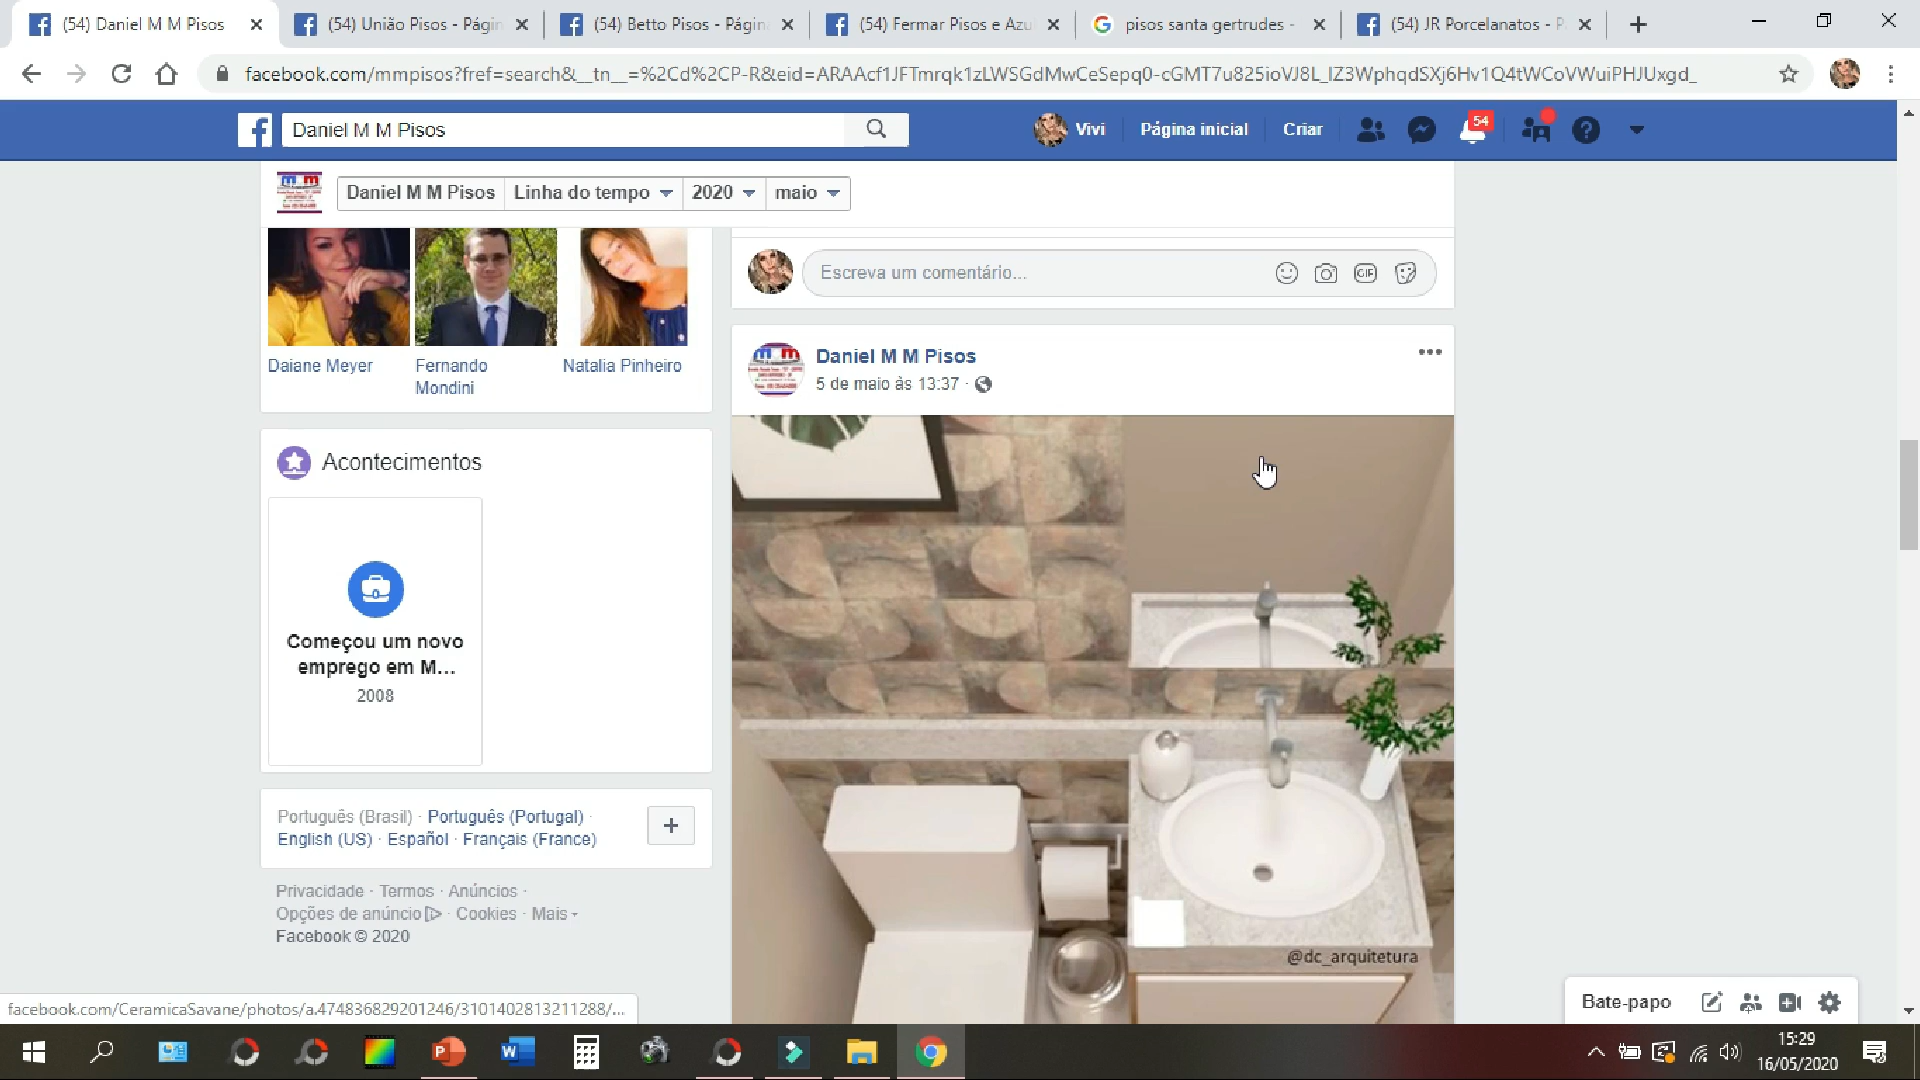 (54) Daniel M M Pisos
(54) União Pisos - Págin
(54) Betto Pisos - Págin
(54) Fermar Pisos e Azu
pisos santa gertrudes -
(54) JR Porcelanatos - P
facebook.com/mmpisos?fref=search&__tn__=%2Cd%2CP-R&eid=ARAAcf1JFTmrqk1zLWSGdMwCeSepq0-cGMT7u825ioVJ8L_IZ3WphqdSXj6Hv1Q4tWCoVWuiPHJUxgd_
Daniel M M Pisos
Vivi
Página inicial
Criar
54
Daniel M M Pisos
Linha do tempo
2020
maio
Escreva um comentário...
GIF
Daiane Meyer
Fernando
Mondini
Natalia Pinheiro
Daniel M M Pisos
5 de maio às 13:37 ·
Acontecimentos
Começou um novo
emprego em M...
2008
Português (Brasil) · Português (Portugal) ·
English (US) · Español · Français (France)
Privacidade · Termos · Anúncios ·
Opções de anúncio · Cookies · Mais
Facebook © 2020
@dc_arquitetura
facebook.com/CeramicaSavane/photos/a.474836829201246/3101402813211288/...
Bate-papo
15:29
16/05/2020